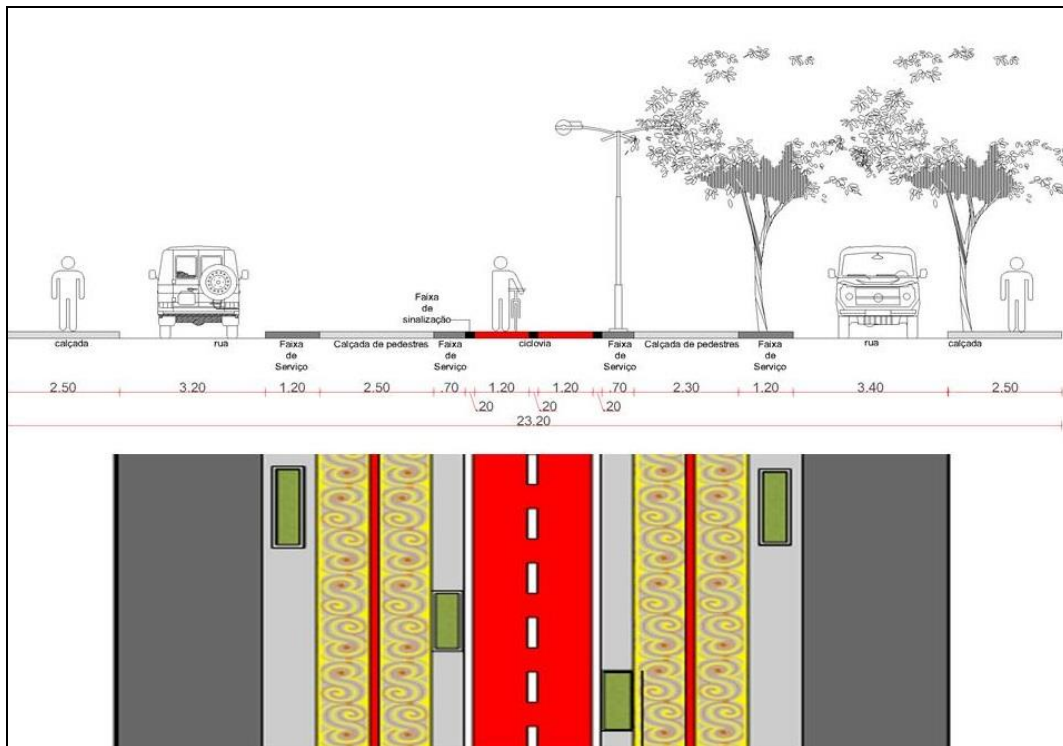 Faixa
de
sinalização
calçada rua ciclovia rua calçada
Faixa
de
Serviço
Calçada de pedestres
Faixa
de
Serviço
Faixa
de
Serviço
Calçada de pedestres
Faixa
de
Serviço
2.50 3.20 1.20 2.50 .70 1.20 1.20 .70 2.30 1.20 3.40 2.50
.20 .20 .20
23.20